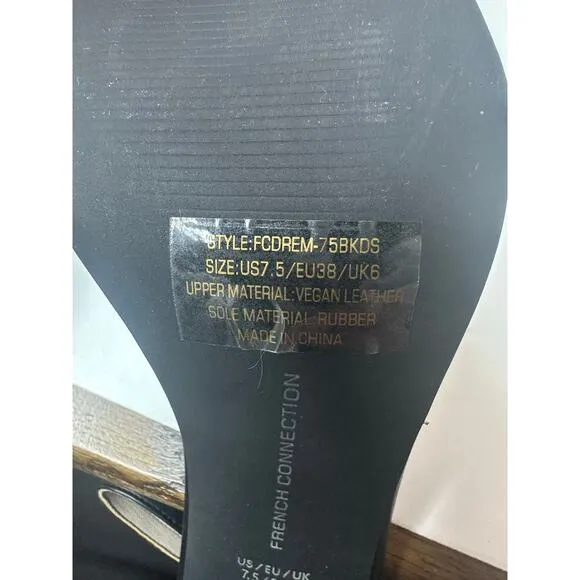 STYLE:FCDREM-75BKDS
SIZE:US7.5/EU38/UK6
UPPER MATERIAL:VEGAN LEATHER
SOLE MATERIAL:RUBBER
MADE IN CHINA
FRENCH CONNECTION
US/EU/UK